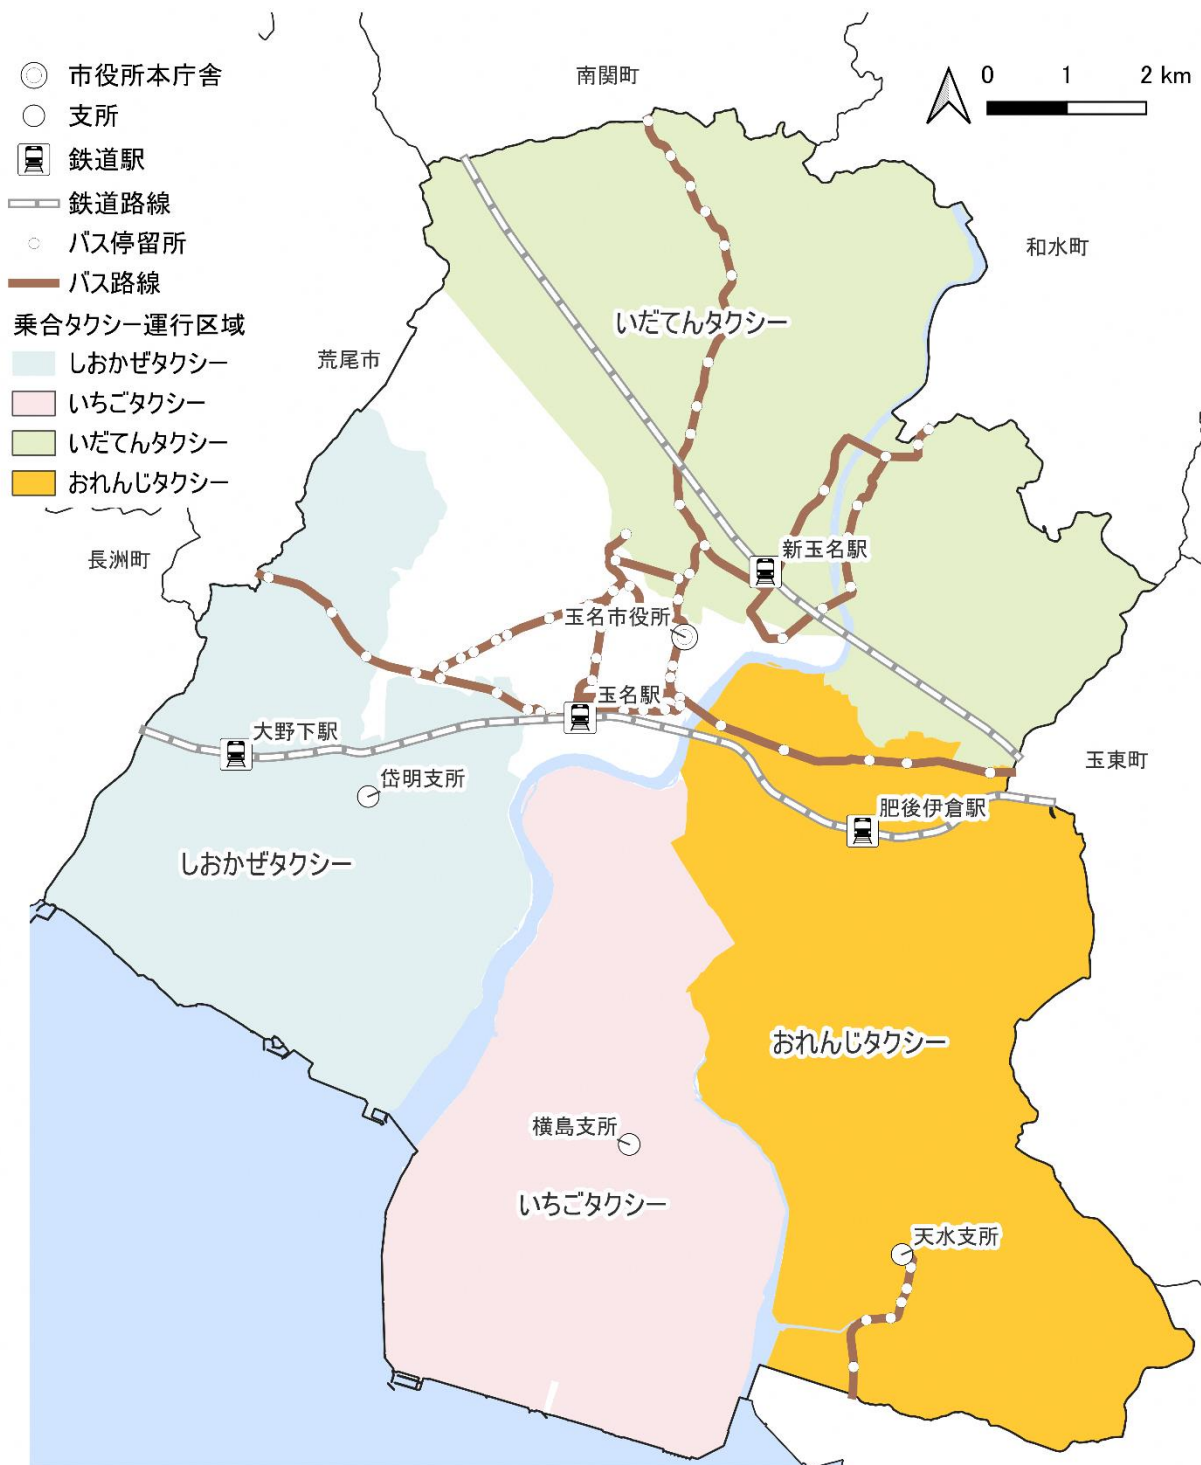 市役所本庁舎
支所
鉄道駅
鉄道路線
バス停留所
バス路線
乗合タクシー運行区域
しおかぜタクシー
いちごタクシー
いだてんタクシー
おれんじタクシー
0 1 2 km
南関町
和水町
いだてんタクシー
荒尾市
長洲町
新玉名駅
玉名市役所
玉名駅
大野下駅
玉東町
岱明支所
肥後伊倉駅
しおかぜタクシー
おれんじタクシー
横島支所
いちごタクシー
天水支所